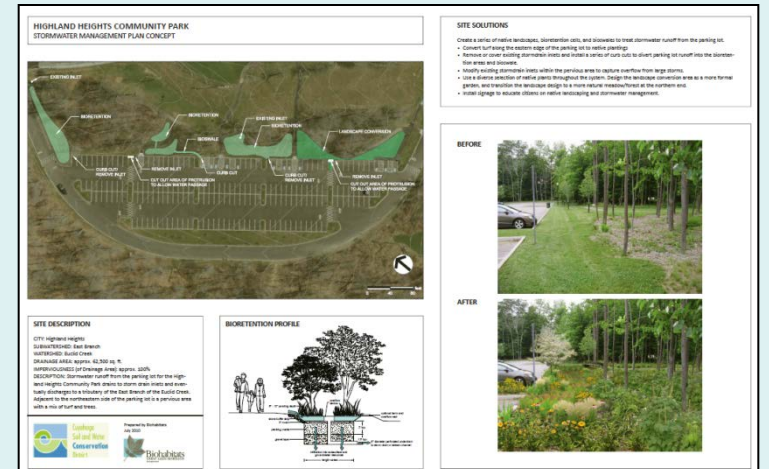 HIGHLAND HEIGHTS COMMUNITY PARK
STORMWATER MANAGEMENT PLAN CONCEPT
EXISTING INLET
BIORETENTION
BIORETENTION
BIOSWALE
EXISTING INLET
BIORETENTION
LANDSCAPE CONVERSION
CURB CUT/
REMOVE INLET
REMOVE INLET
CUT OUT AREA OF PROTRUSION
TO ALLOW WATER PASSAGE
CURB CUT
CURB CUT/
REMOVE INLET
REMOVE INLET
CUT OUT AREA OF PROTRUSION
TO ALLOW WATER PASSAGE
SITE DESCRIPTION
CITY: Highland Heights
SUBWATERSHED: East Branch
WATERSHED: Euclid Creek
DRAINAGE AREA: approx. 62,500 sq. ft.
IMPERVIOUSNESS (of Drainage Area): approx. 100%
DESCRIPTION: Stormwater runoff from the parking lot for the High-
land Heights Community Park drains to storm drain inlets and even-
tually discharges to a tributary of the East Branch of the Euclid Creek.
Adjacent to the northeastern side of the parking lot is a pervious area
with a mix of turf and trees.
Cuyahoga
Soil and Water
Conservation
District
Prepared by Biohabitats
July 2010
Biohabitats
BIORETENTION PROFILE
SITE SOLUTIONS
Create a series of native landscapes, bioretention cells, and bioswales to treat stormwater runoff from the parking lot.
• Convert turf along the eastern edge of the parking lot to native plantings
• Remove or cover existing stormdrain inlets and install a series of curb cuts to divert parking lot runoff into the bioreten-
tion areas and bioswale.
• Modify existing stormdrain inlets within the pervious area to capture overflow from large storms.
• Use a diverse selection of native plants throughout the system. Design the landscape conversion area as a more formal
garden, and transition the landscape design to a more natural meadow/forest at the northern end.
• Install signage to educate citizens on native landscaping and stormwater management.
BEFORE
AFTER